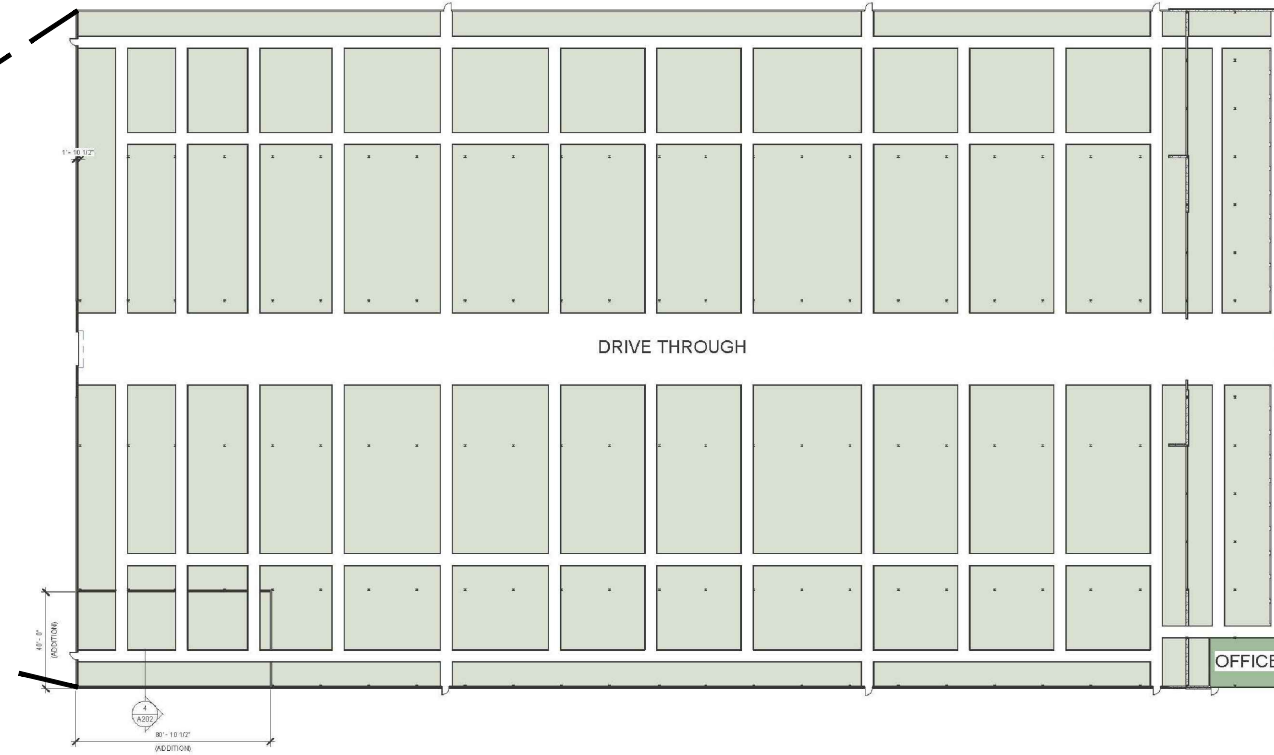 1' - 10 1/2"
DRIVE THROUGH
40' - 0"
(ADDITION)
OFFICE
4
A202
80' - 10 1/2"
(ADDITION)